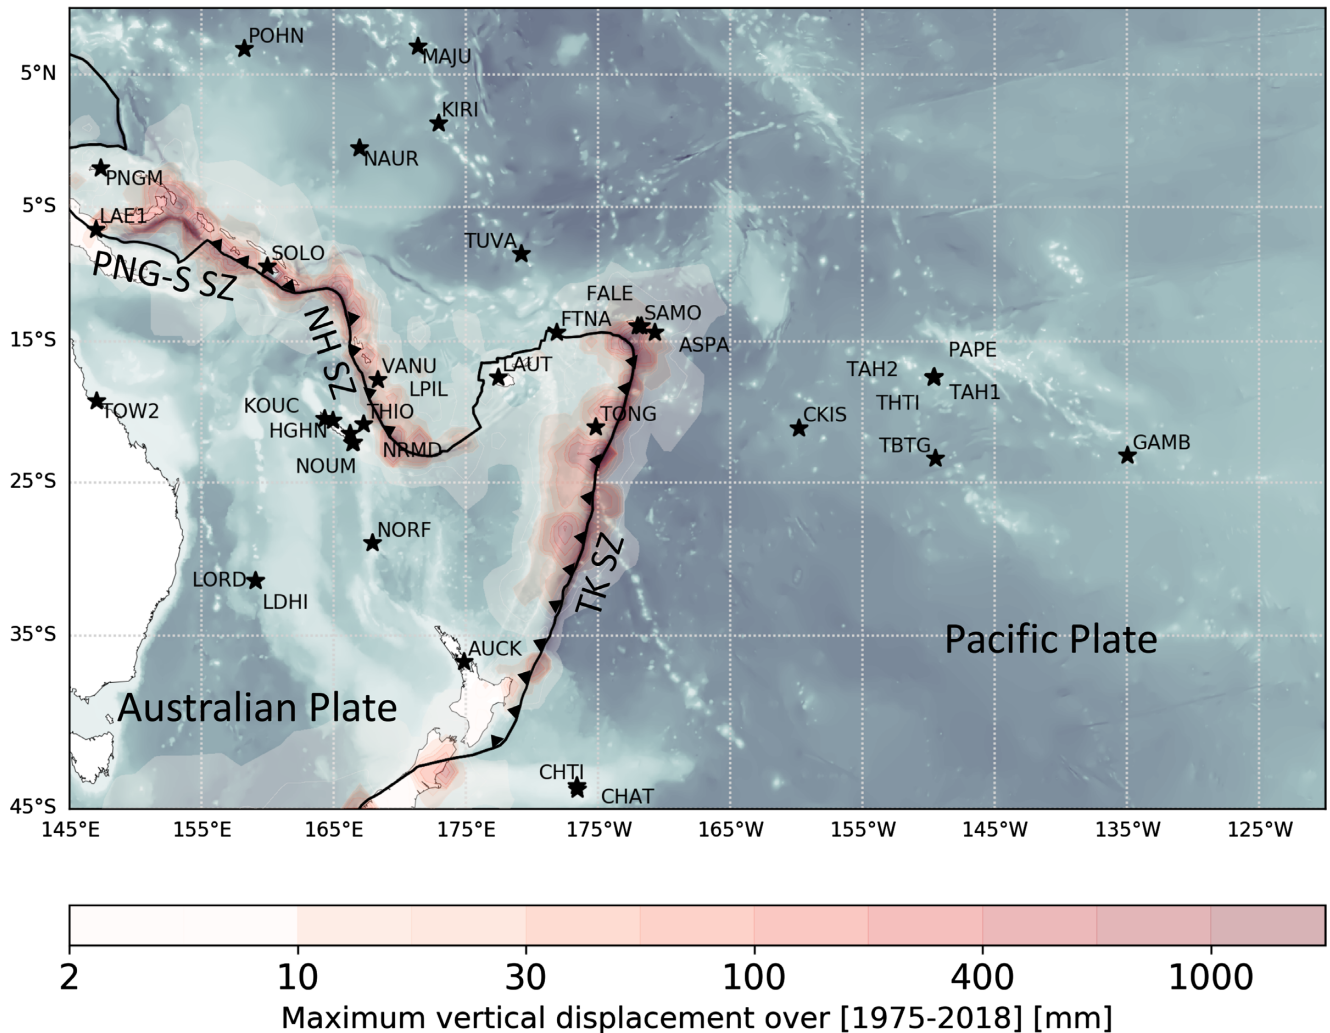 POHN
MAJU
5°N
KIRI
NAUR
PNGM
5°S
LAE1
TUVA
SOLO
PNG-S SZ
FALE
SAMO
FTNA
NH SZ
15°S
ASPA
PAPE
VANU
LAUT
TAH2
LPIL
TAH1
TOW2
KOUC
THIO
TONG
THTI
CKIS
HGHN
NRMD
TBTG
GAMB
NOUM
25°S
NORF
TK SZ
LORD
LDHI
35°S
AUCK
Pacific Plate
Australian Plate
CHTI
CHAT
45°S
145°E 155°E 165°E 175°E 175°W 165°W 155°W 145°W 135°W 125°W
2 10 30 100 400 1000
Maximum vertical displacement over [1975-2018] [mm]